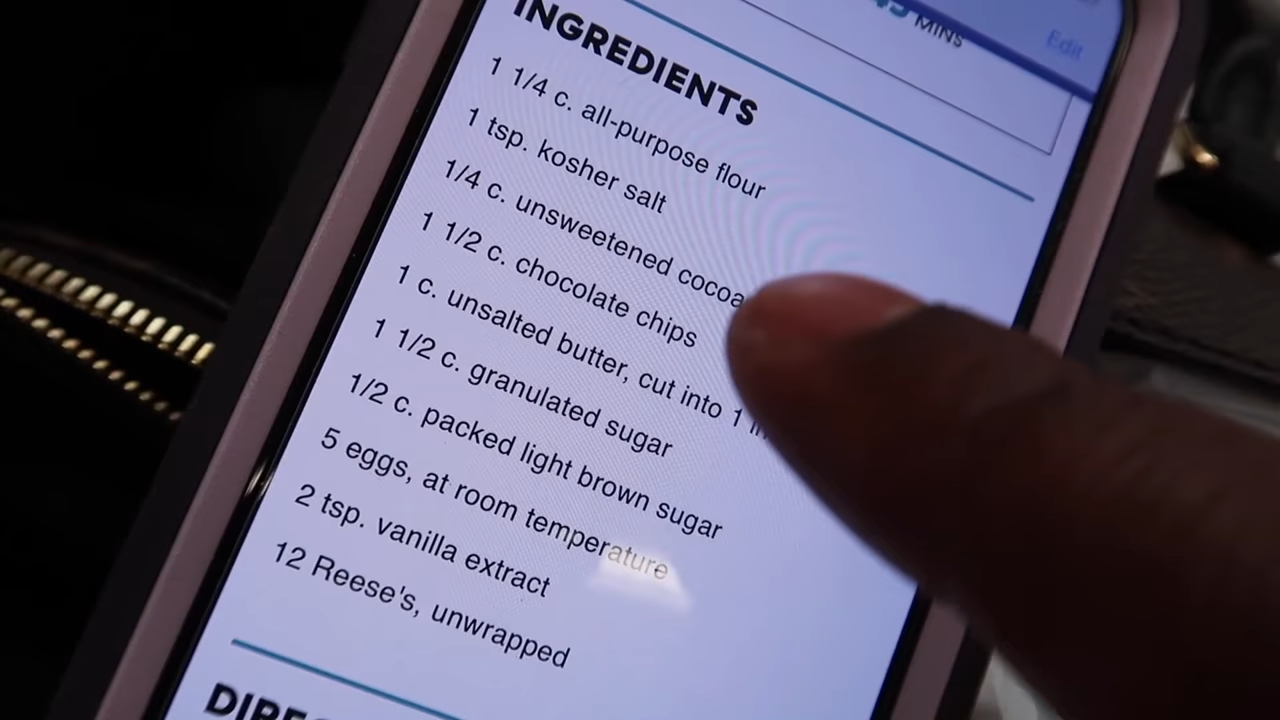 MINS
Edit
INGREDIENTS
1 1/4 c. all-purpose flour
1 tsp. kosher salt
1/4 c. unsweetened cocoa
1 1/2 c. chocolate chips
1 c. unsalted butter, cut into 1
1 1/2 c. granulated sugar
1/2 c. packed light brown sugar
5 eggs, at room temperature
2 tsp. vanilla extract
12 Reese's, unwrapped